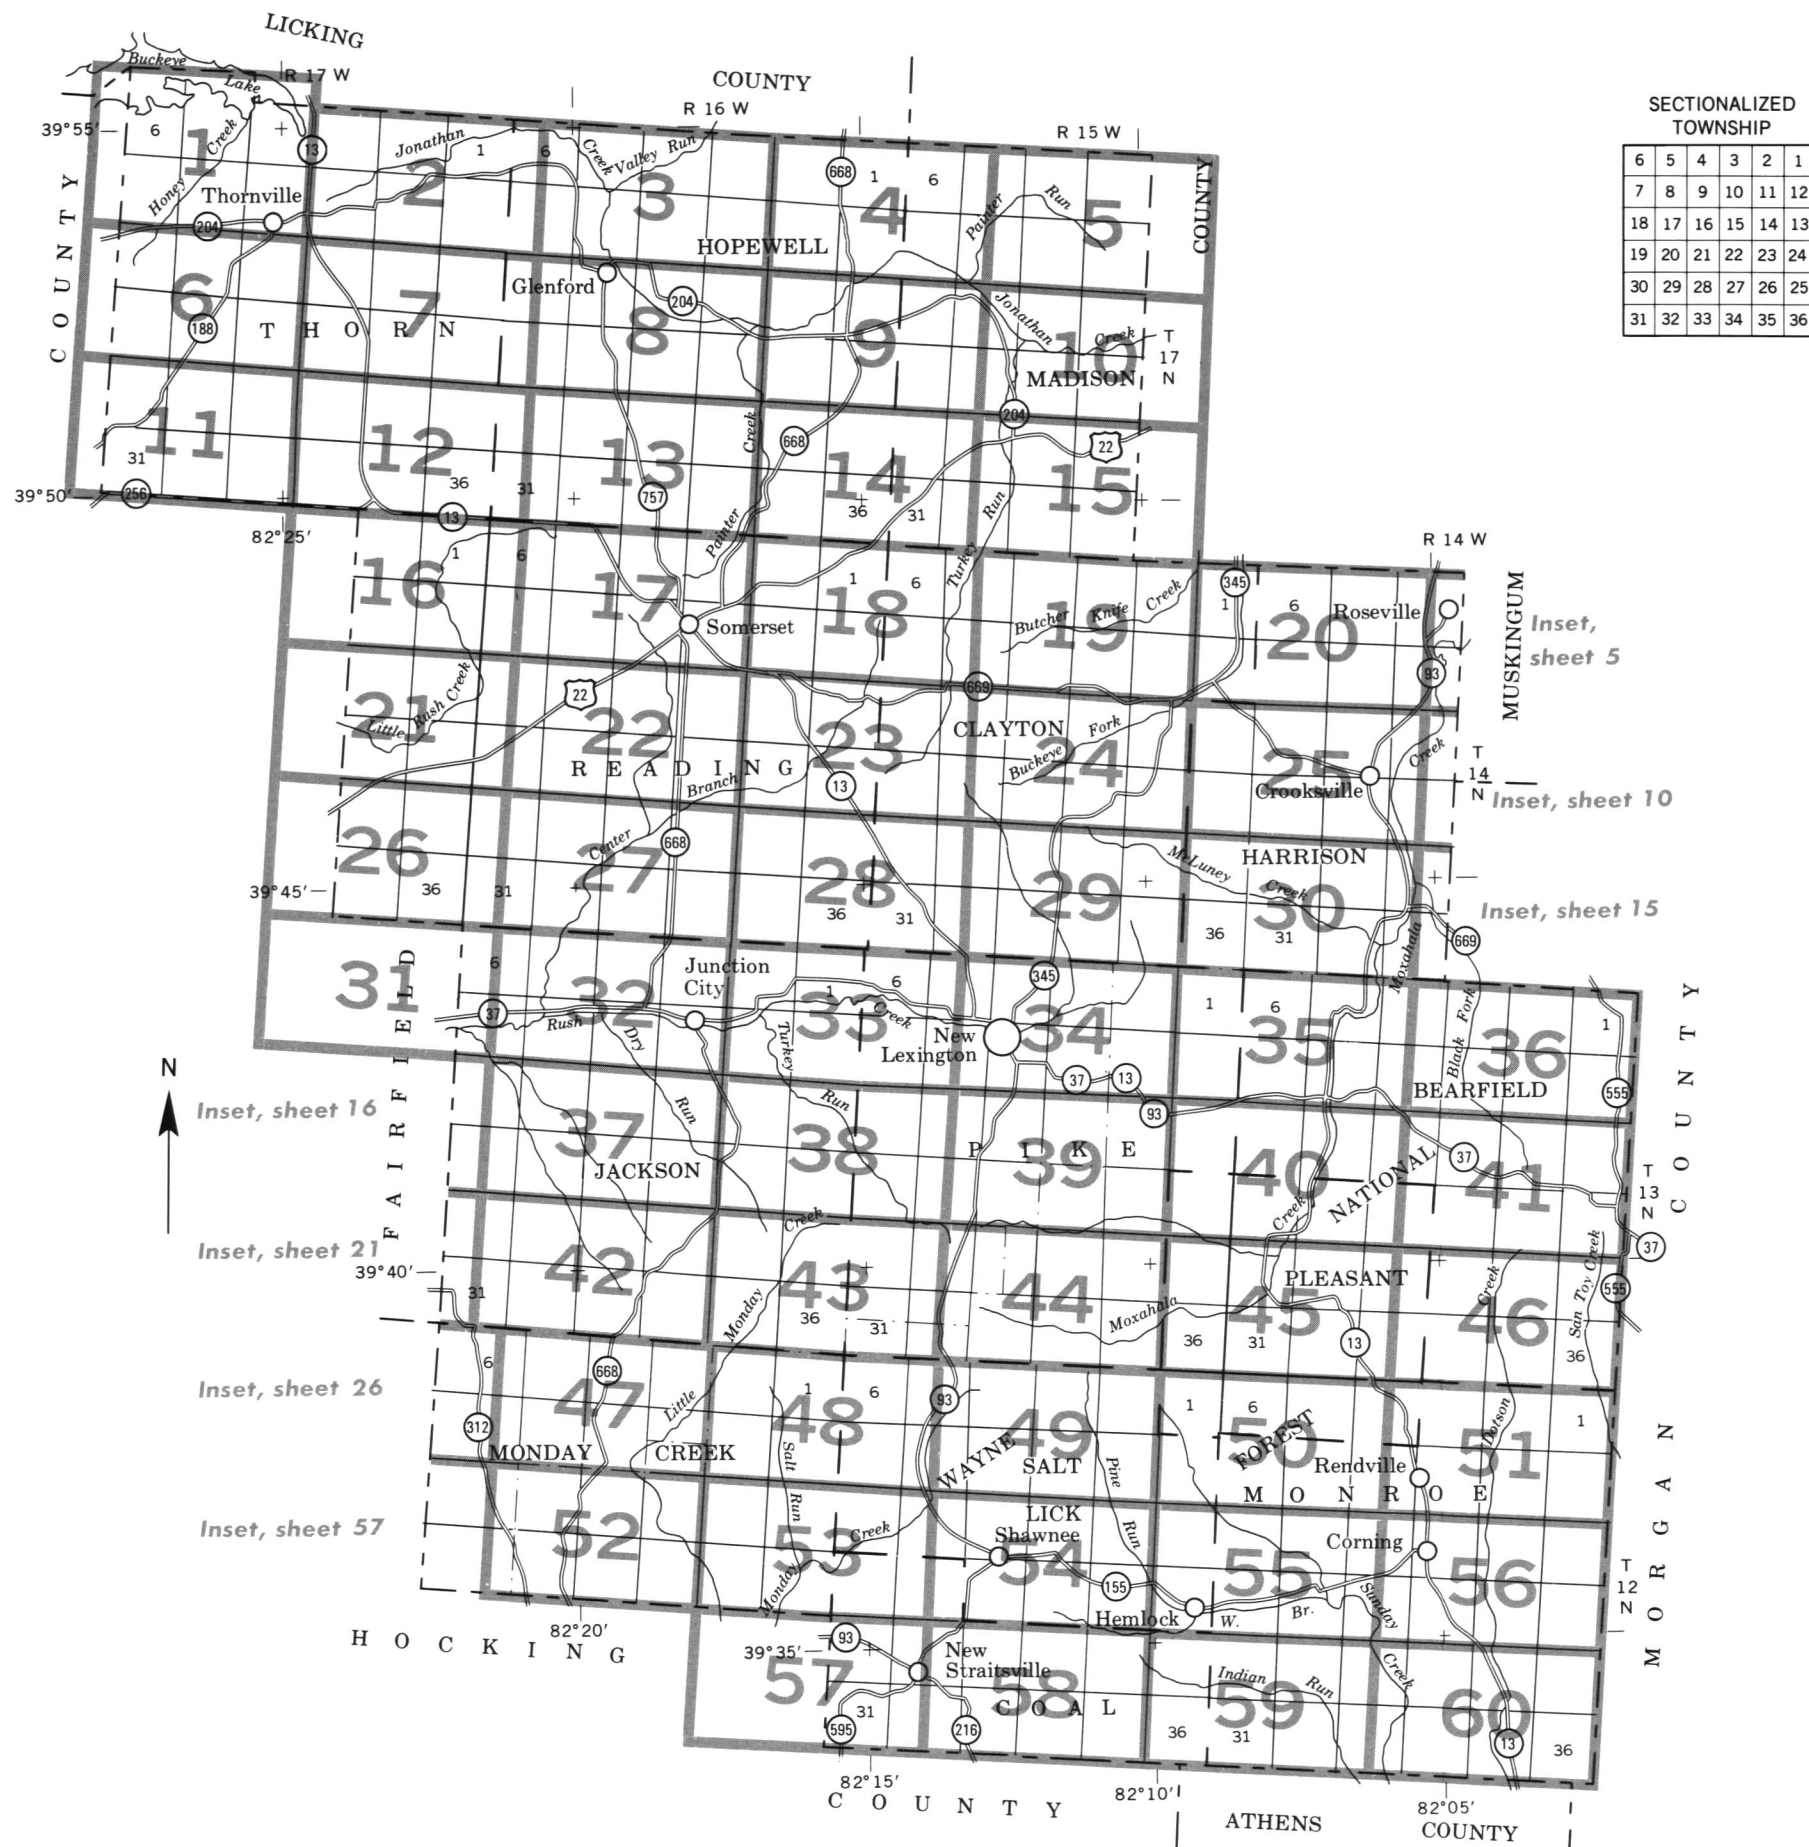 LICKING
COUNTY
Buckeye
Lake
R 17 W
R 16 W
R 15 W
39°55′
6
1
Honey
Creek
13
Jonathan
2
1
6
Creek
Valley Run
3
668
1
6
4
Painter
Run
5
COUNTY
COUNTY
Thornville
204
HOPEWELL
Glenford
204
6
188
T H O R N
7
8
9
Jonathan
Creek
10
T
17
N
MADISON
204
11
31
12
36
31
13
Creek
668
14
22
15
39°50′
256
13
757
36
31
Run
82°25′
SECTIONALIZED
TOWNSHIP
6 5 4 3 2 1
7 8 9 10 11 12
18 17 16 15 14 13
19 20 21 22 23 24
30 29 28 27 26 25
31 32 33 34 35 36
R 14 W
16
1
6
17
Painter
1
6
18
Turkey
Butcher Knife Creek
19
345
1
6
20
Roseville
Inset,
sheet 5
MUSKINGUM
Somerset
22
669
93
21
Little Rush Creek
22
R E A D I N G
23
CLAYTON
Buckeye
Fork
24
25
Crooksville
Creek
T
14
N
Inset, sheet 10
13
Branch
Center
668
26
36
31
27
28
36
31
29
McLuney
Creek
HARRISON
30
36
31
39°45′
Inset, sheet 15
669
Moxahala
31
6
32
37
Rush
Dry
Run
Junction
City
33
1
6
Creek
Turkey
Run
New
Lexington
345
34
1
6
35
Black Fork
36
1
BEARFIELD
555
COUNTY
FAIRFIELD
N
Inset, sheet 16
37
13
93
37
JACKSON
38
P I K E
39
40
NATIONAL
37
41
T
13
N
Inset, sheet 21
39°40′
42
31
Creek
43
Monday
36
31
44
Moxahala
Creek
PLEASANT
45
36
31
13
Creek
46
San Toy Creek
37
555
36
Inset, sheet 26
6
668
47
312
Little
MONDAY CREEK
48
1
6
Salt
Run
93
WAYNE
49
SALT
LICK
Pine
Run
1
6
50
FOREST
Rendville
M O N R O E
Dotson
51
1
Inset, sheet 57
52
53
Monday
Creek
Shawnee
54
155
Hemlock
55
W. Br.
Corning
Sunday
Creek
56
T
12
N
MORGAN
H O C K I N G
82°20′
39°35′
93
57
31
595
New
Straitsville
58
C O A L
216
Indian
Run
59
36
31
60
13
36
82°15′
82°10′
82°05′
C O U N T Y
ATHENS
COUNTY